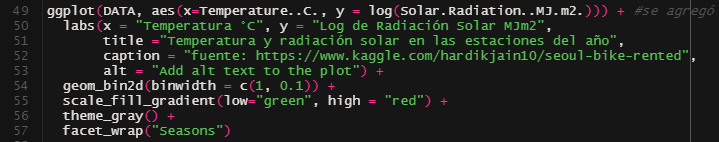 49 ggplot(DATA, aes(x=Temperature..C., y = log(Solar.Radiation..MJ.m2.))) + #se agregó
50 labs(x = "Temperatura °C", y = "Log de Radiación Solar MJm2",
51 title ="Temperatura y radiación solar en las estaciones del año",
52 caption = "fuente: https://www.kaggle.com/hardikjain10/seoul-bike-rented",
53 alt = "Add alt text to the plot") +
54 geom_bin2d(binwidth = c(1, 0.1)) +
55 scale_fill_gradient(low="green", high = "red") +
56 theme_gray() +
57 facet_wrap("Seasons")